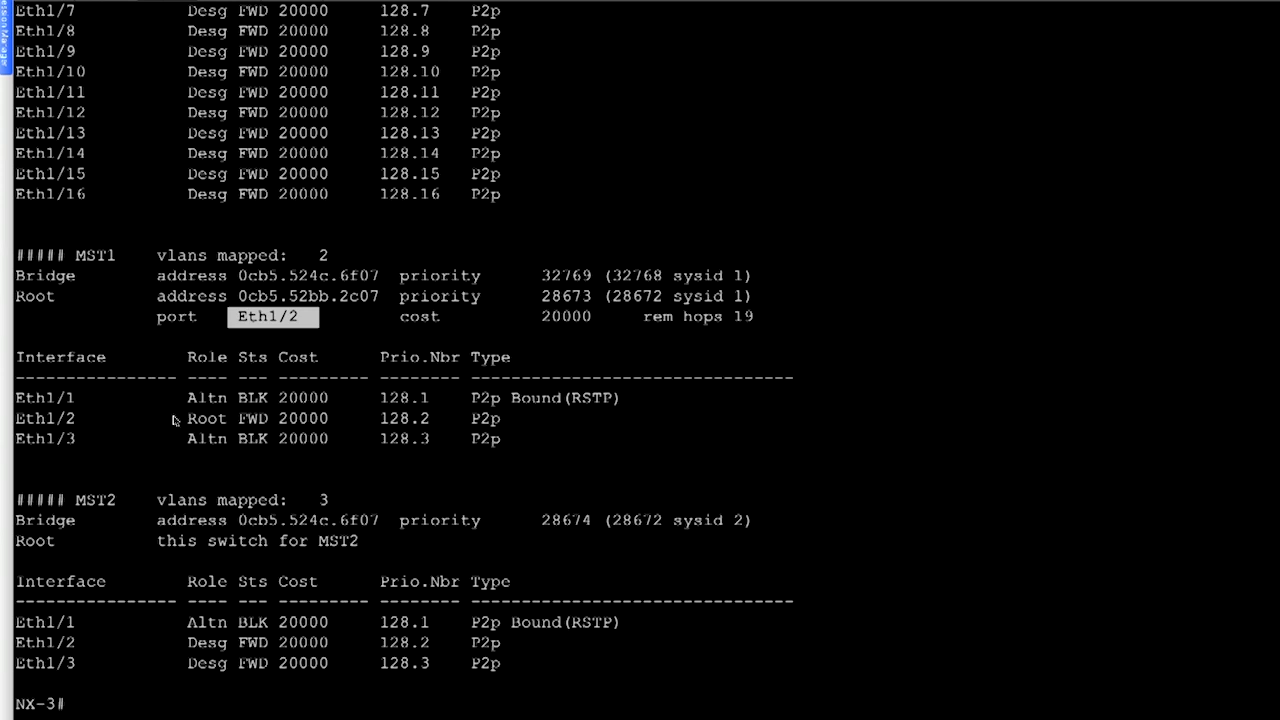 Eth1/7 Desg FWD 20000 128.7 P2p
Eth1/8 Desg FWD 20000 128.8 P2p
Eth1/9 Desg FWD 20000 128.9 P2p
Eth1/10 Desg FWD 20000 128.10 P2p
Eth1/11 Desg FWD 20000 128.11 P2p
Eth1/12 Desg FWD 20000 128.12 P2p
Eth1/13 Desg FWD 20000 128.13 P2p
Eth1/14 Desg FWD 20000 128.14 P2p
Eth1/15 Desg FWD 20000 128.15 P2p
Eth1/16 Desg FWD 20000 128.16 P2p
##### MST1 vlans mapped: 2
Bridge address 0cb5.524c.6f07 priority 32769 (32768 sysid 1)
Root address 0cb5.52bb.2c07 priority 28673 (28672 sysid 1)
port Eth1/2 cost 20000 rem hops 19
Interface Role Sts Cost Prio.Nbr Type
---------------- ---- --- --------- -------- --------------------------------
Eth1/1 Altn BLK 20000 128.1 P2p Bound(RSTP)
Eth1/2 Root FWD 20000 128.2 P2p
Eth1/3 Altn BLK 20000 128.3 P2p
##### MST2 vlans mapped: 3
Bridge address 0cb5.524c.6f07 priority 28674 (28672 sysid 2)
Root this switch for MST2
Interface Role Sts Cost Prio.Nbr Type
---------------- ---- --- --------- -------- --------------------------------
Eth1/1 Altn BLK 20000 128.1 P2p Bound(RSTP)
Eth1/2 Desg FWD 20000 128.2 P2p
Eth1/3 Desg FWD 20000 128.3 P2p
NX-3#